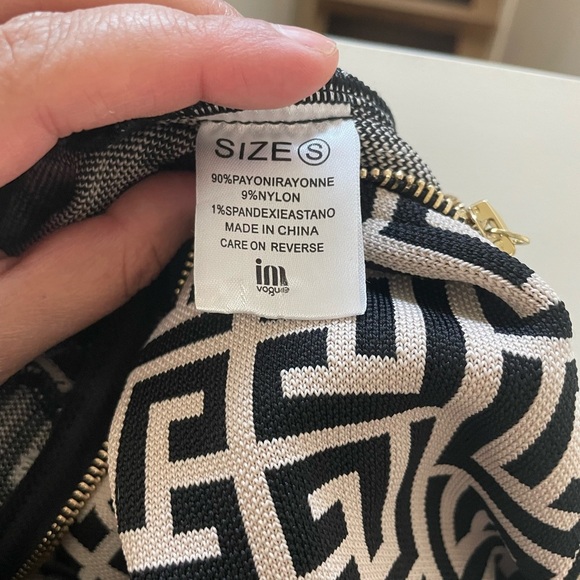 SIZE S
90%PAYONIRAYONNE
9%NYLON
1%SPANDEXIEASTANO
MADE IN CHINA
CARE ON REVERSE
im
vogue